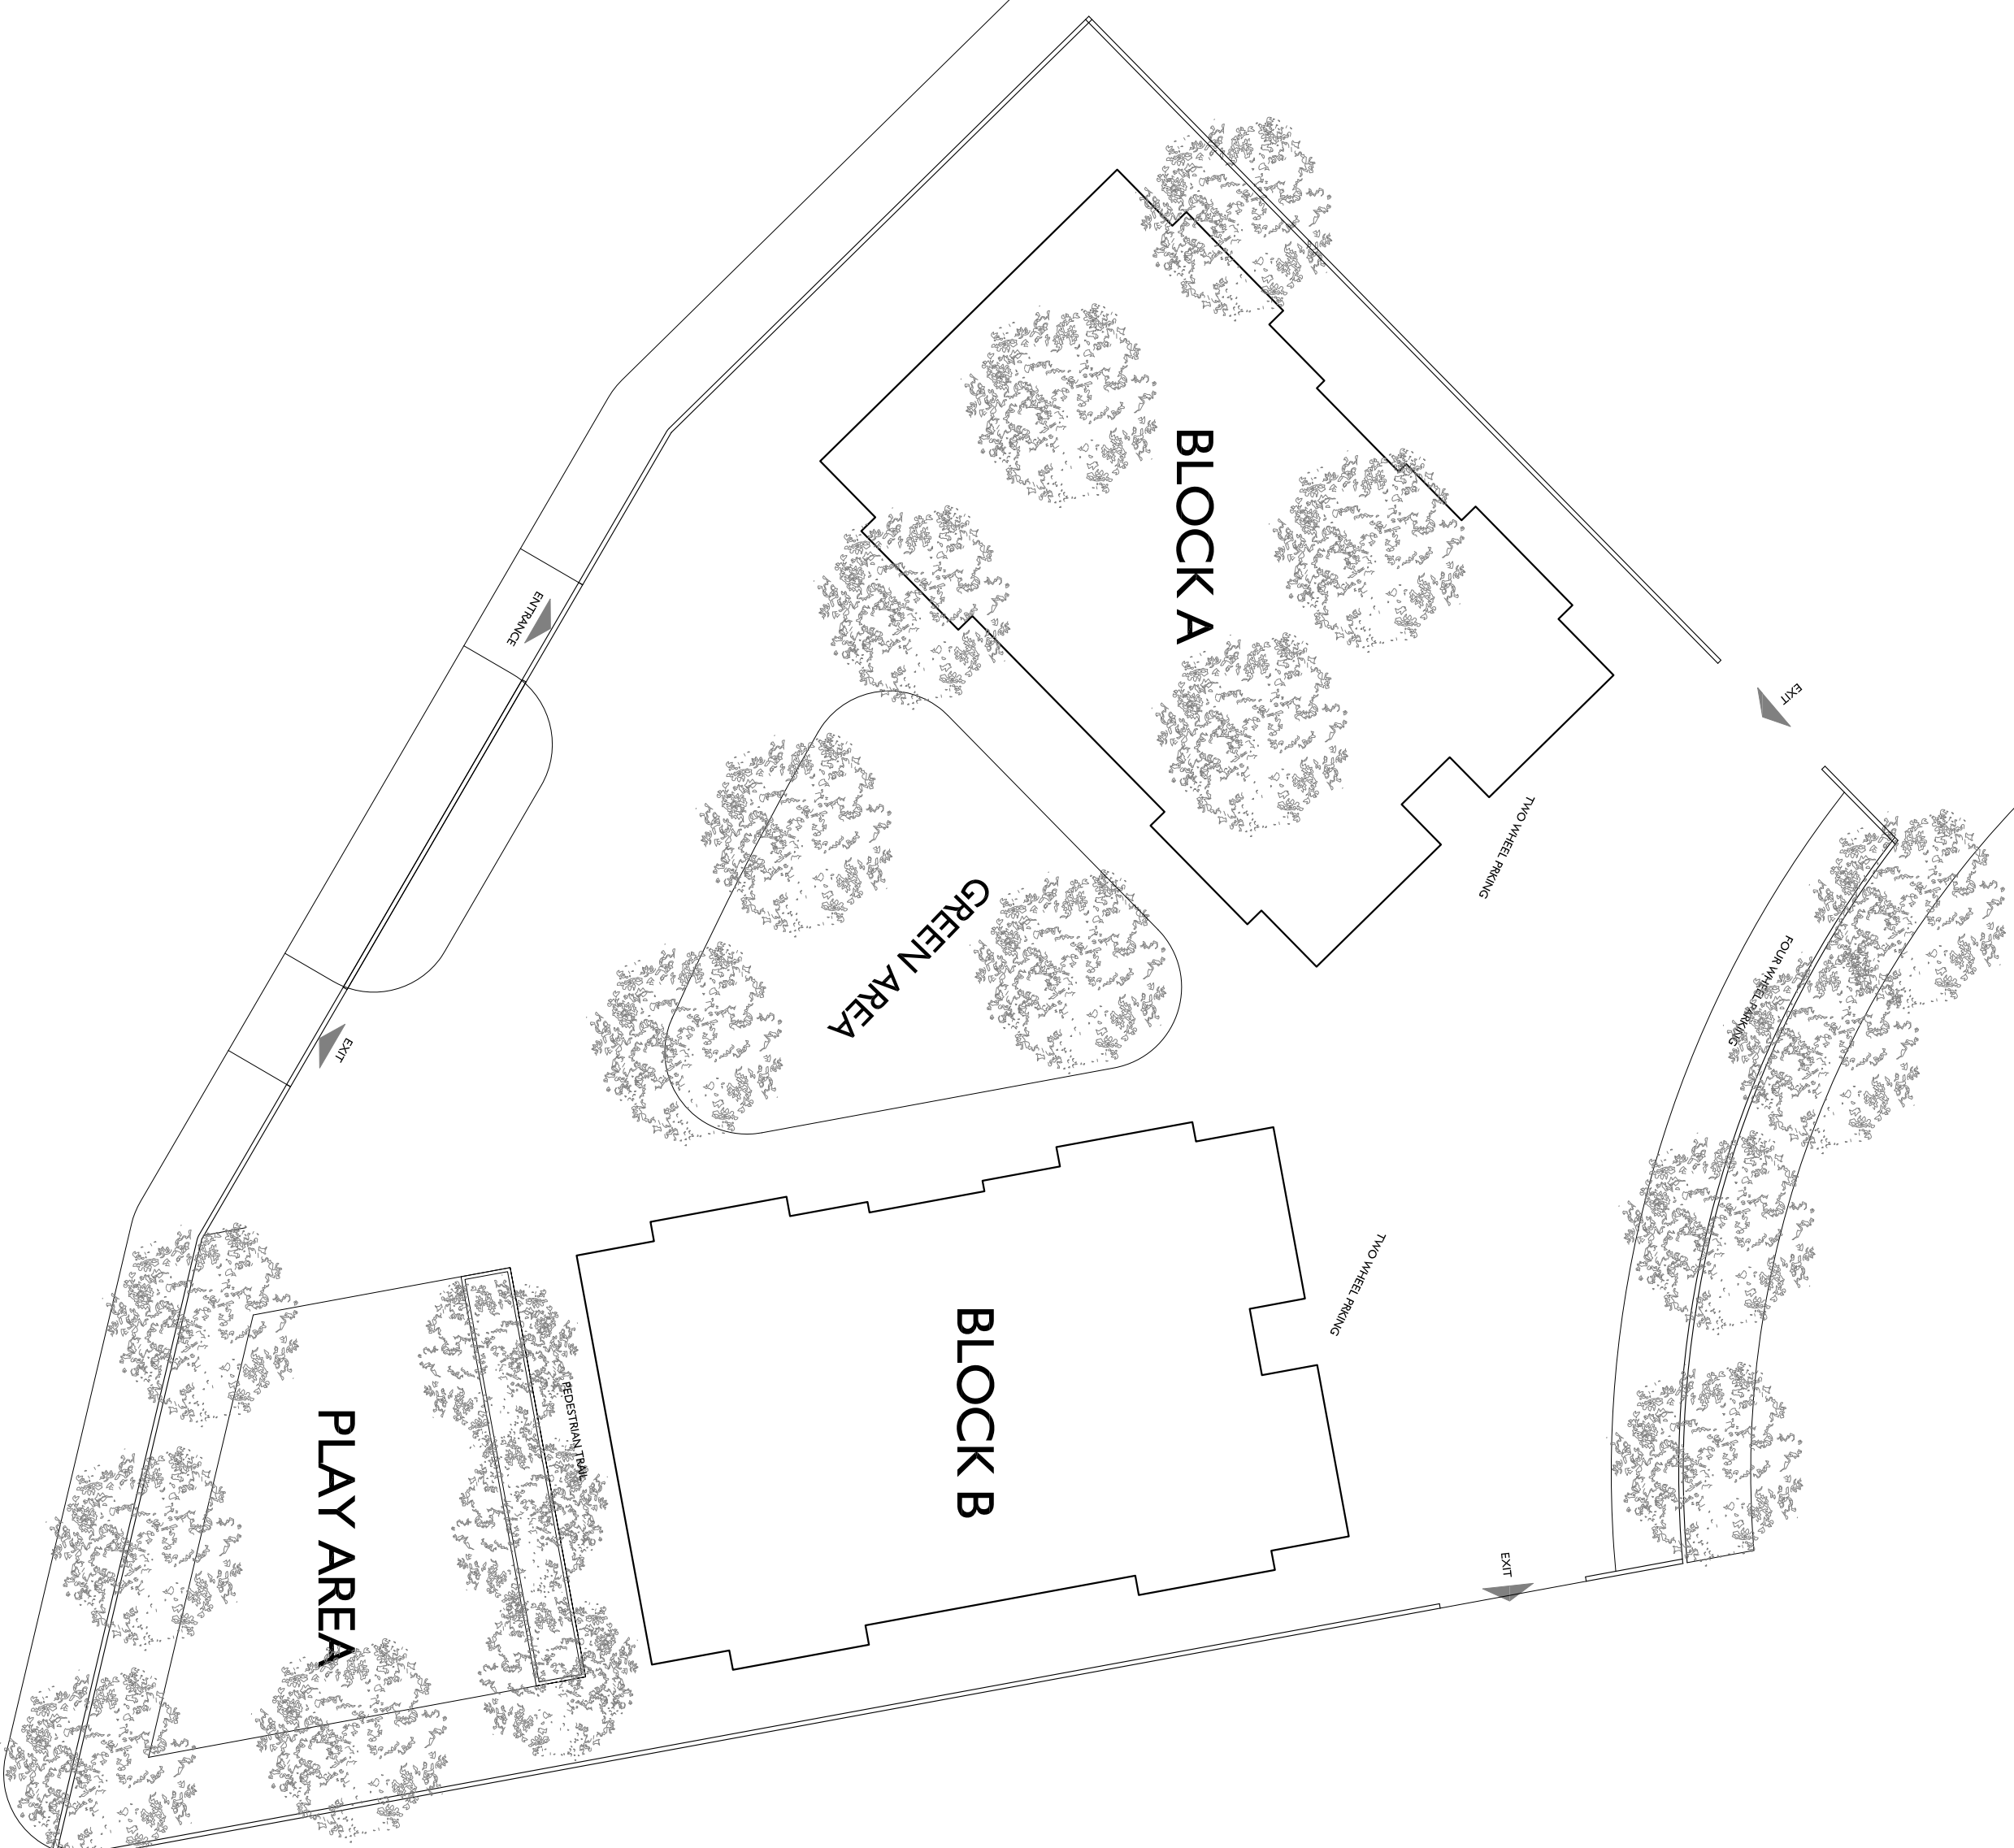 BLOCK A
ENTRANCE
EXIT
TWO WHEEL PRKING
GREEN AREA
FOUR WHEEL PARKING
EXIT
TWO WHEEL PRKING
BLOCK B
PEDESTRIAN TRAIL
PLAY AREA
EXIT